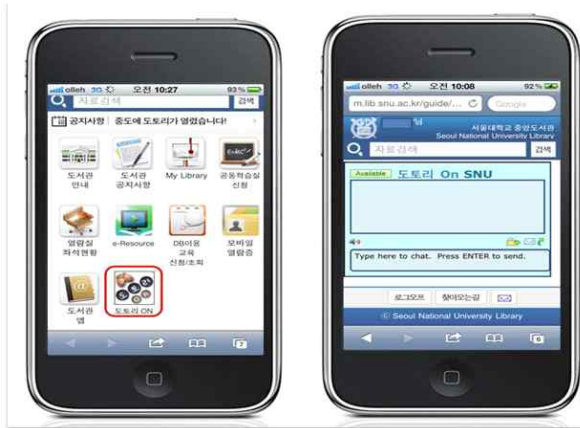 olleh 3G 오전 10:27 93%
자료검색 검색
공지사항 중도에 도토리가 열렸습니다!
도서관
안내
도서관
공지사항
My Library
공동학습실
신청
열람실
좌석현황
e-Resource
DB이용
교육
신청/조회
모바일
열람증
도서관
앱
도토리 ON
olleh 3G 오전 10:08 92%
m.lib.snu.ac.kr/guide/... Google
님
서울대학교 중앙도서관
Seoul National University Library
자료검색 검색
Available 도토리 On SNU
Type here to chat. Press ENTER to send.
로그오프 찾아오는길
© Seoul National University Library